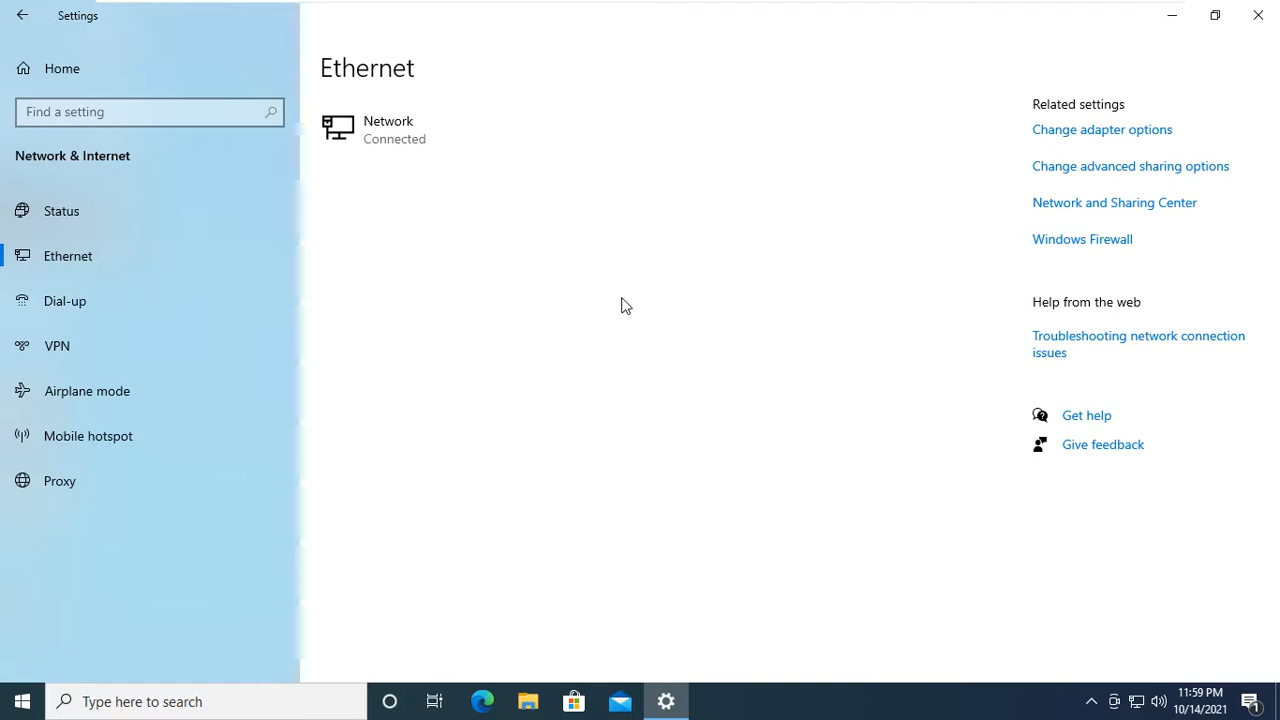 Settings
Home
Find a setting
Network & Internet
Status
Ethernet
Dial-up
VPN
Airplane mode
Mobile hotspot
Proxy
Ethernet
Network
Connected
Related settings
Change adapter options
Change advanced sharing options
Network and Sharing Center
Windows Firewall
Help from the web
Troubleshooting network connection
issues
Get help
Give feedback
Type here to search
11:59 PM
10/14/2021
1